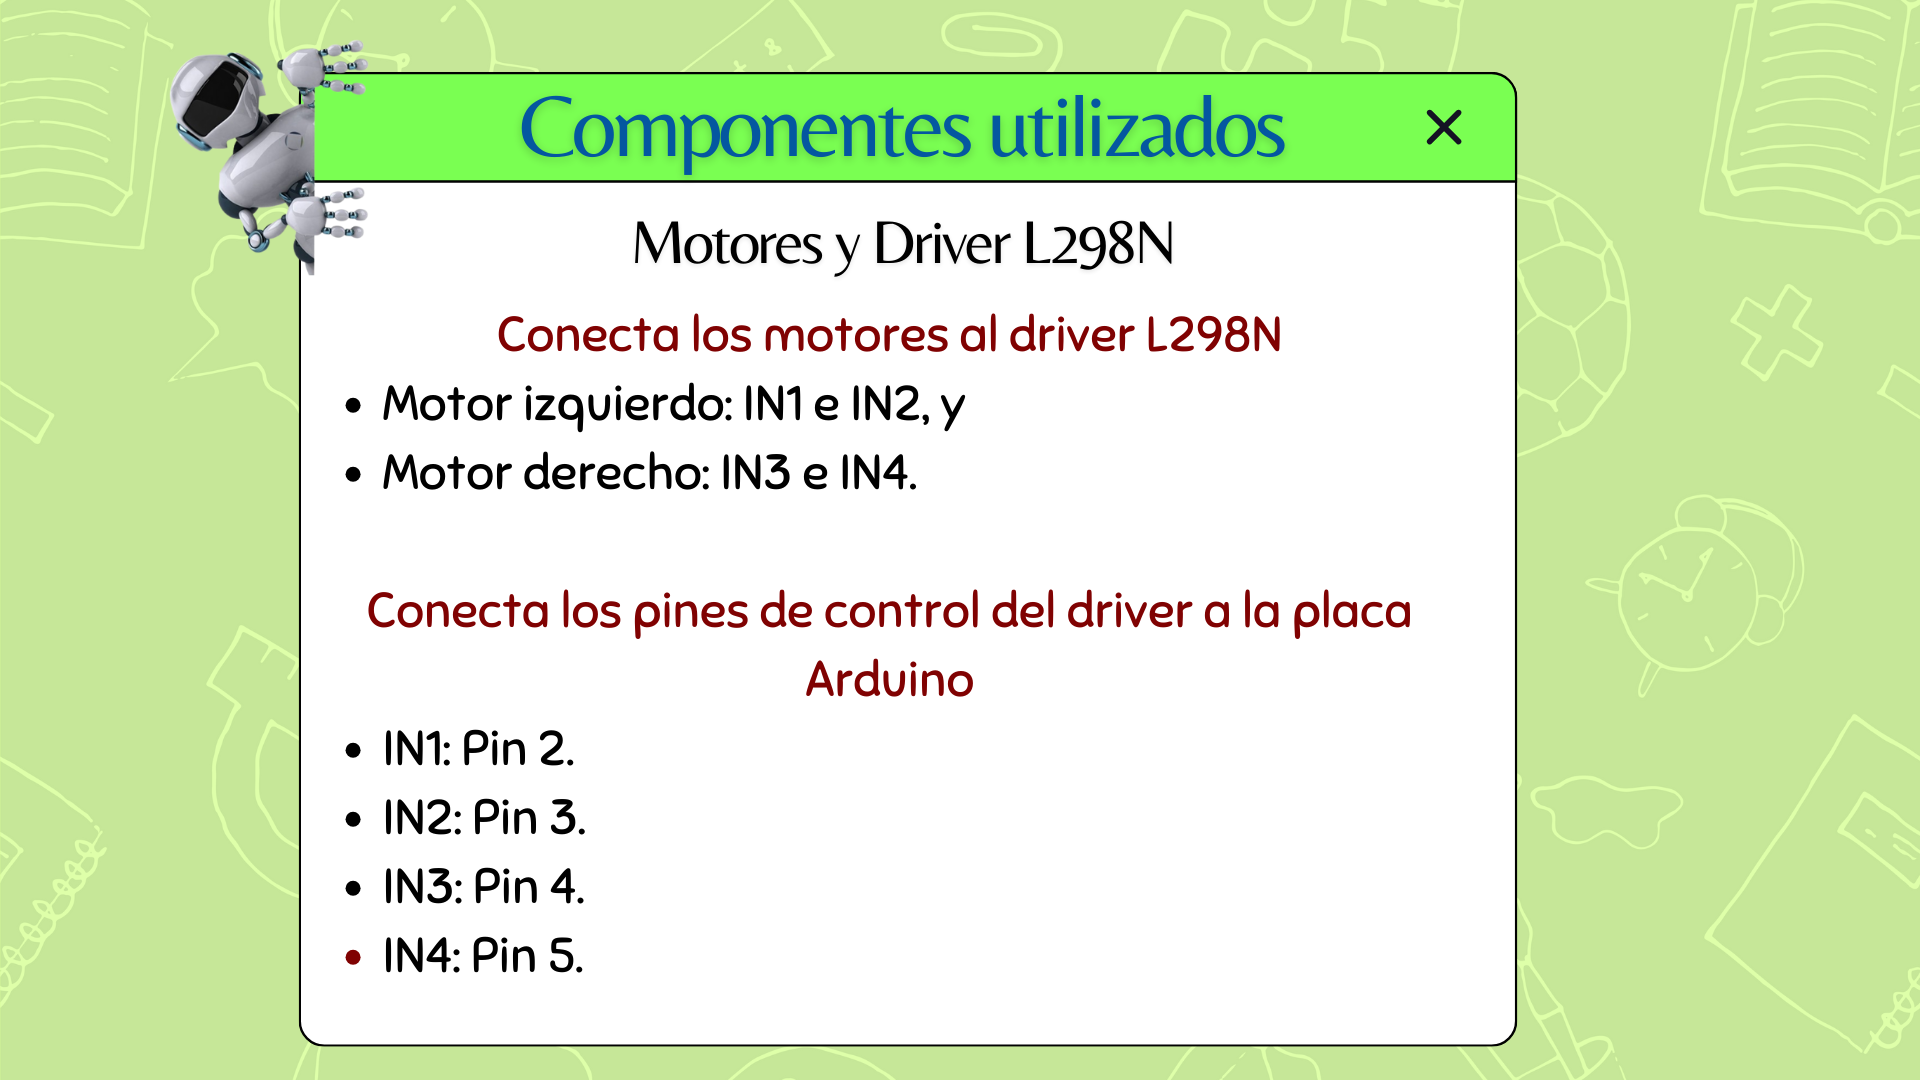 Componentes utilizados
Motores y Driver L298N
Conecta los motores al driver L298N
• Motor izquierdo: IN1 e IN2, y
• Motor derecho: IN3 e IN4.
Conecta los pines de control del driver a la placa
Arduino
• IN1: Pin 2.
• IN2: Pin 3.
• IN3: Pin 4.
• IN4: Pin 5.